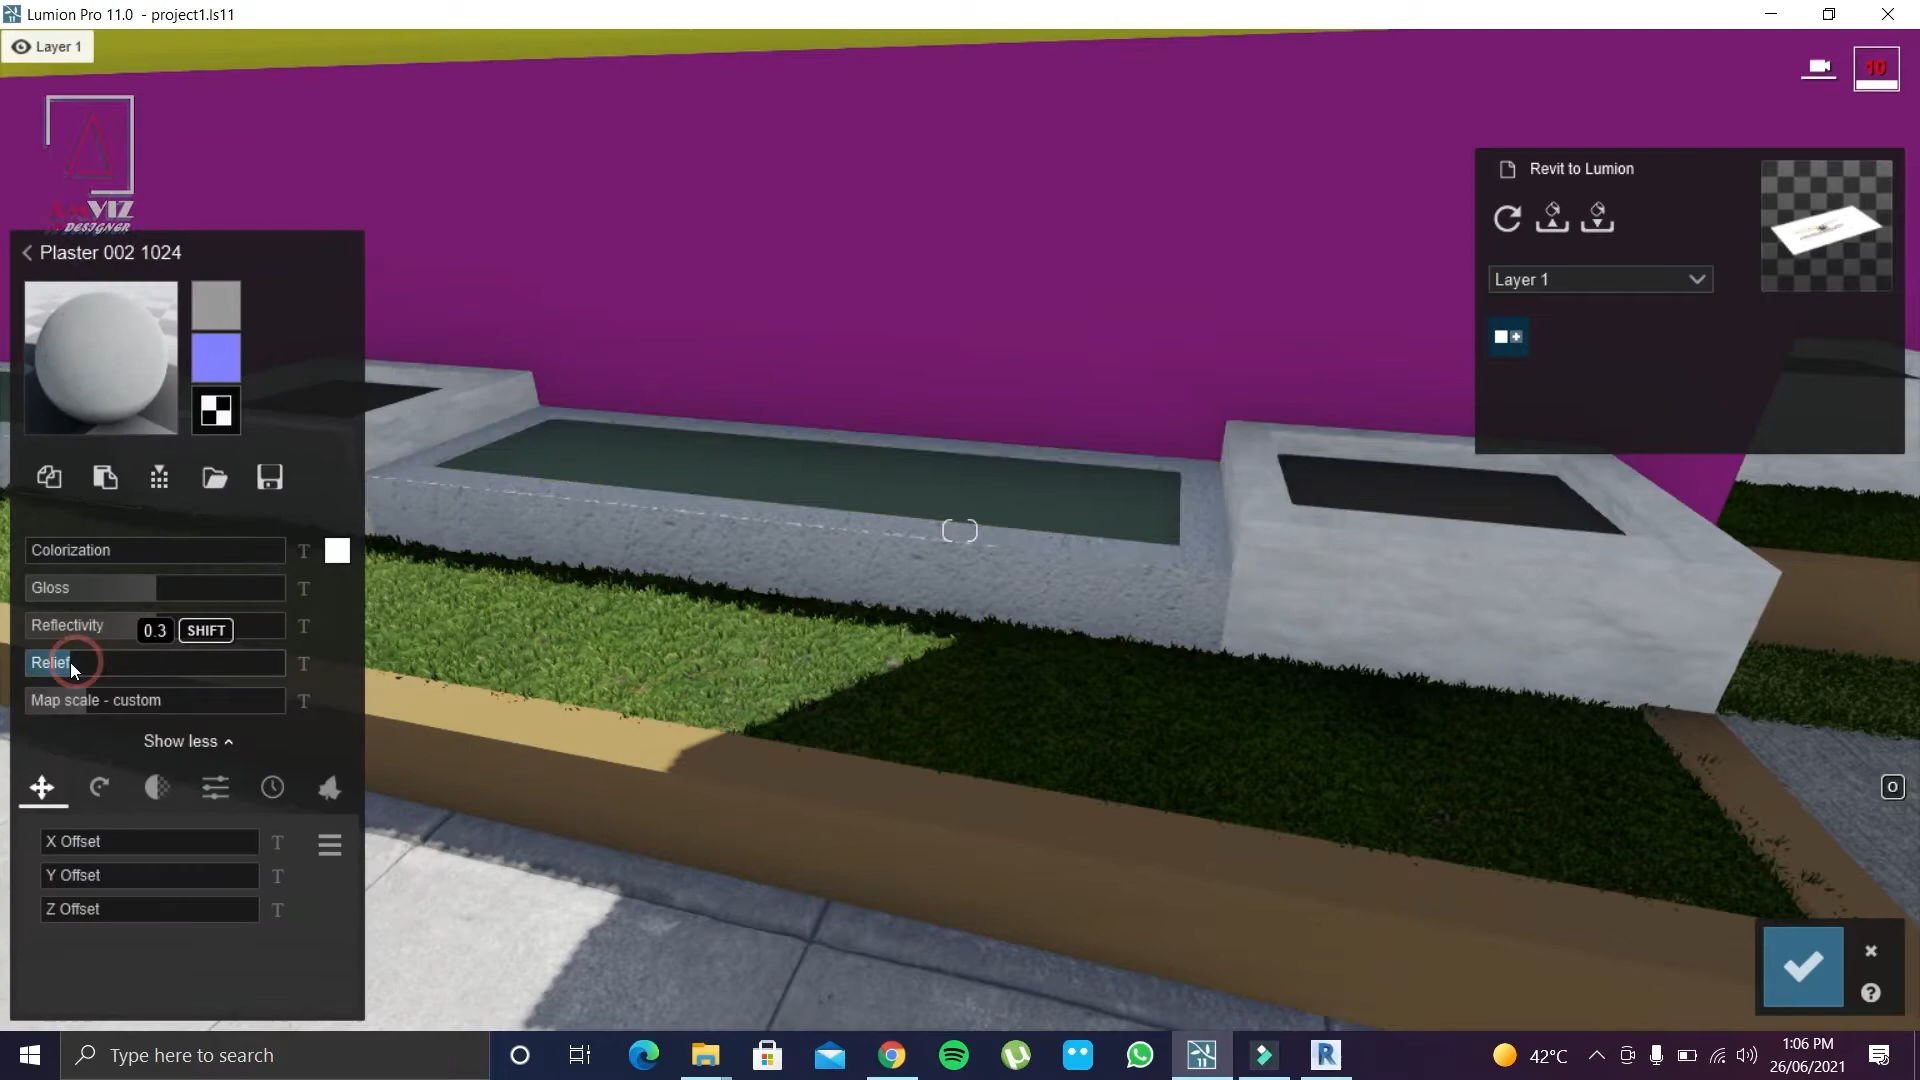 Lumion Pro 11.0 - project1.ls11
Layer 1
10
AMVIZ
DESIGNER
Revit to Lumion
Layer 1
Plaster 002 1024
Colorization T
Gloss T
Reflectivity 0.3 SHIFT T
Relief T
Map scale - custom T
Show less
X Offset T
Y Offset T
Z Offset T
O
Type here to search
42°C
1:06 PM
26/06/2021